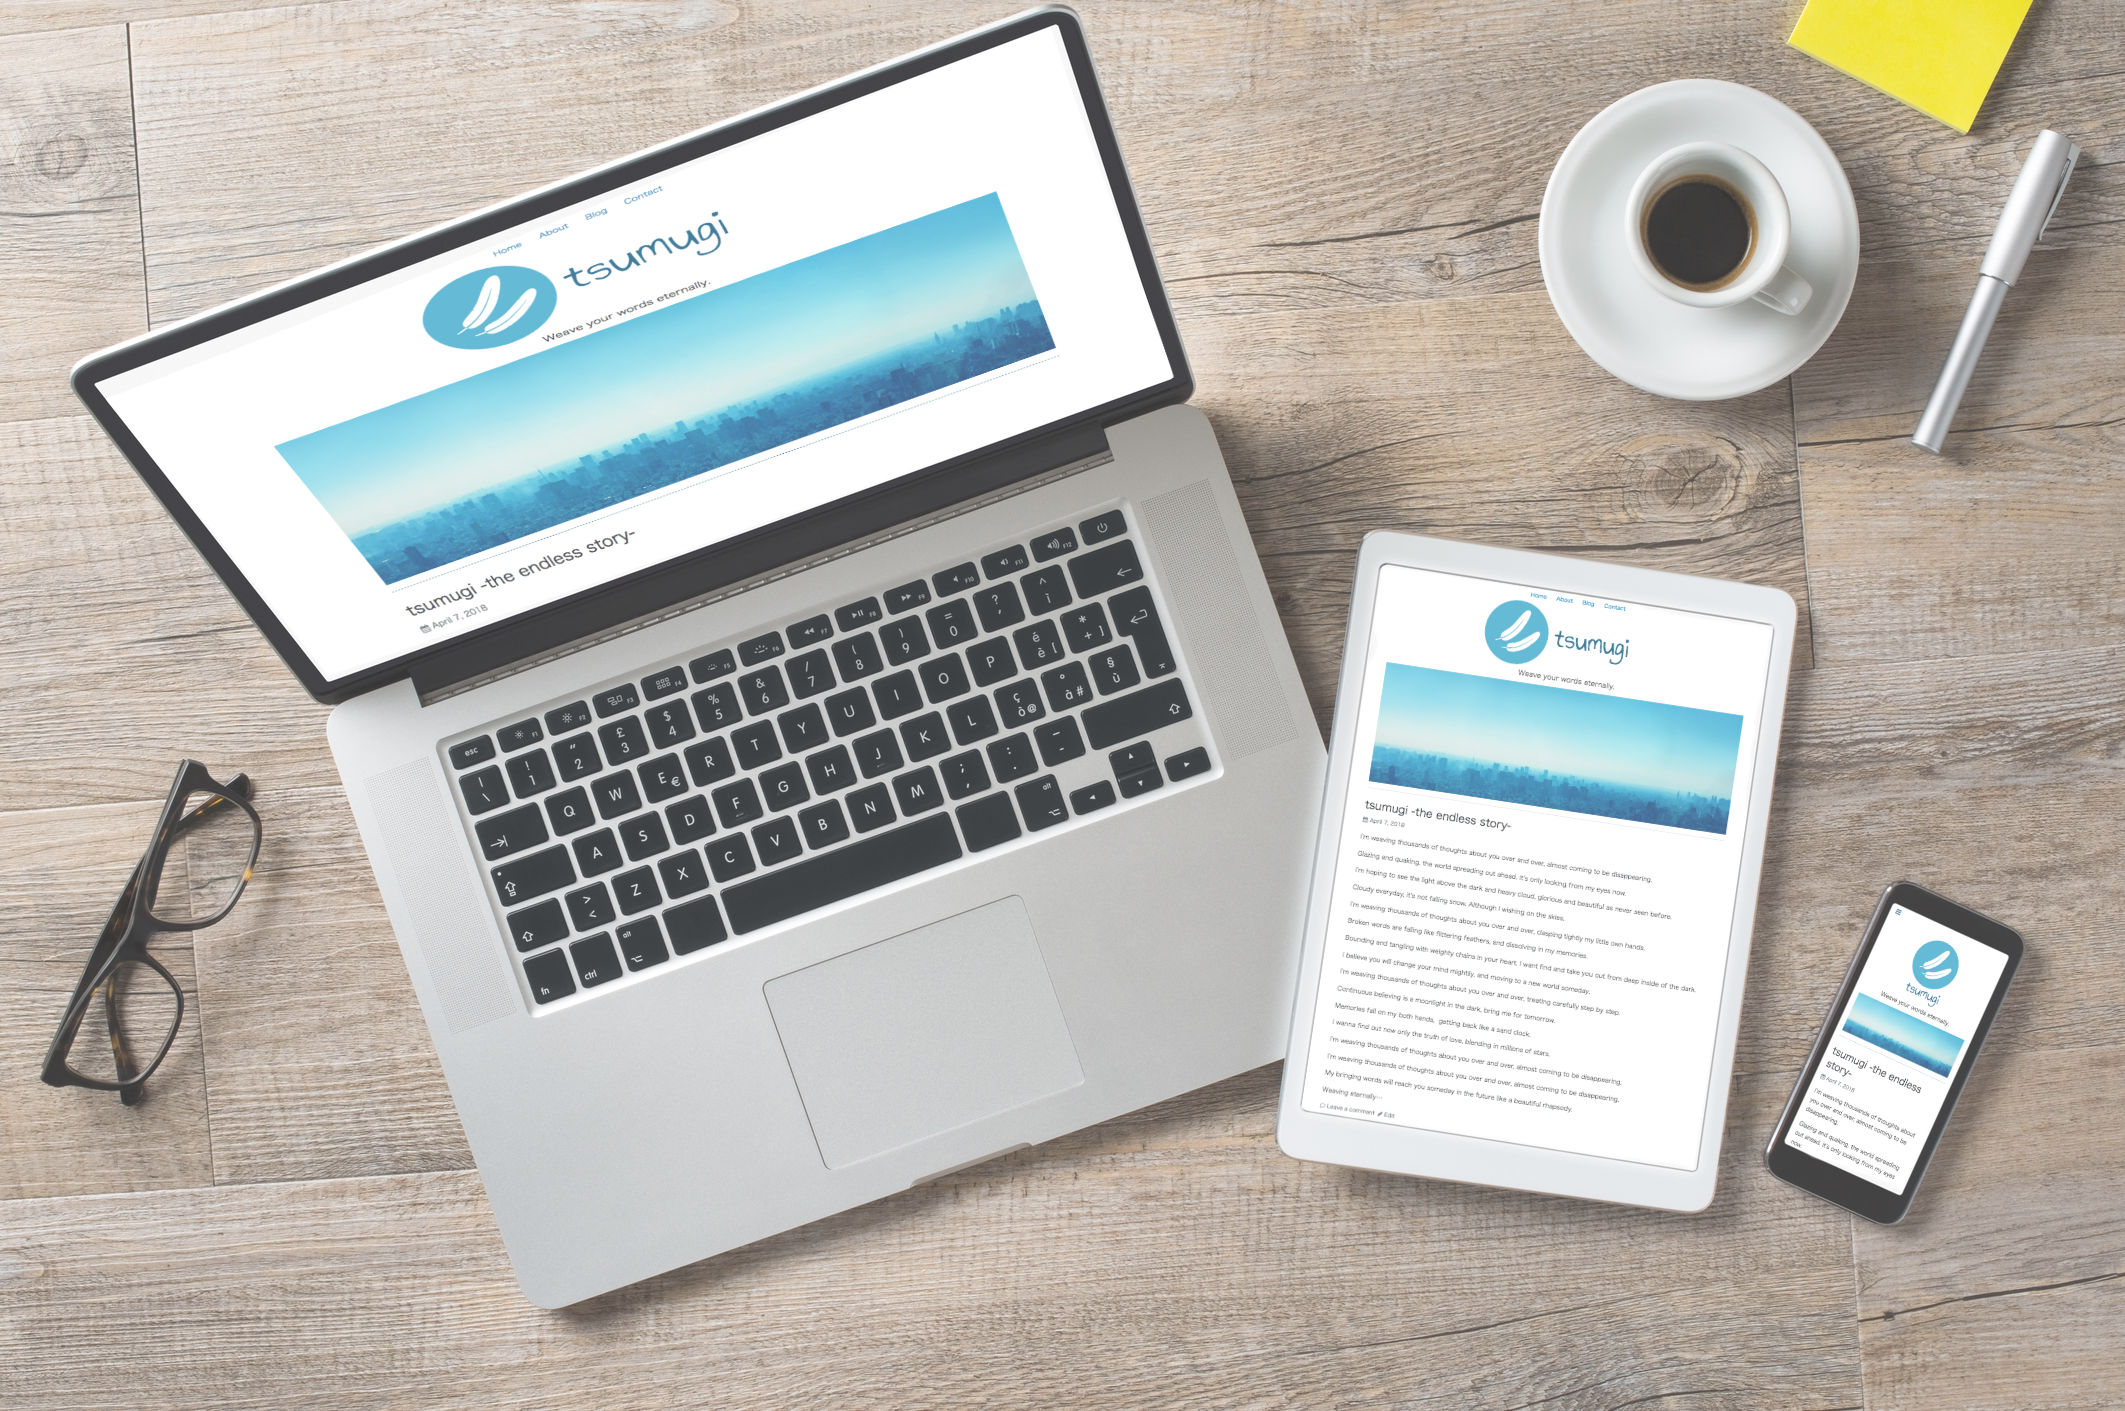 Home About Blog Contact
tsumugi
Weave your words eternally.
tsumugi -the endless story-
April 7, 2018
esc F1 F2 F3 F4 F5 F6 F7 F8 F9 F10 F11 F12
| ! " £ $ % & / ( ) = ? ^
\ 1 2 3 4 5 6 7 8 9 0 ' ì
Q W E € R T Y U I O P é è [ * + ]
A S D F G H J K L ç ò @ ° à # § ù
> < Z X C V B N M ; , : . _ -
fn ctrl alt alt
Home About Blog Contact
tsumugi
Weave your words eternally.
tsumugi -the endless story-
April 7, 2018
I'm weaving thousands of thoughts about you over and over, almost coming to be disappearing.
Glazing and quaking, the world spreading out ahead, it's only looking from my eyes now.
I'm hoping to see the light above the dark and heavy cloud, glorious and beautiful as never seen before.
Cloudy everyday, it's not falling snow, Although I wishing on the skies.
I'm weaving thousands of thoughts about you over and over, clasping tightly my little own hands.
Broken words are falling like flittering feathers, and dissolving in my memories.
Bounding and tangling with weighty chains in your heart, I want find and take you out from deep inside of the dark.
I believe you will change your mind mightily, and moving to a new world someday.
I'm weaving thousands of thoughts about you over and over, treating carefully step by step.
Continuous believing is a moonlight in the dark, bring me for tomorrow.
Memories fall on my both hands, getting back like a sand clock.
I wanna find out now only the truth of love, blending in millions of stars.
I'm weaving thousands of thoughts about you over and over, almost coming to be disappearing,
I'm weaving thousands of thoughts about you over and over, almost coming to be disappearing,
My bringing words will reach you someday in the future like a beautiful rhapsody.
Weaving eternally…
Leave a comment Edit
tsumugi
Weave your words eternally.
tsumugi -the endless
story-
April 7, 2018
I'm weaving thousands of thoughts about
you over and over, almost coming to be
disappearing.
Glazing and quaking, the world spreading
out ahead, it's only looking from my eyes
now.